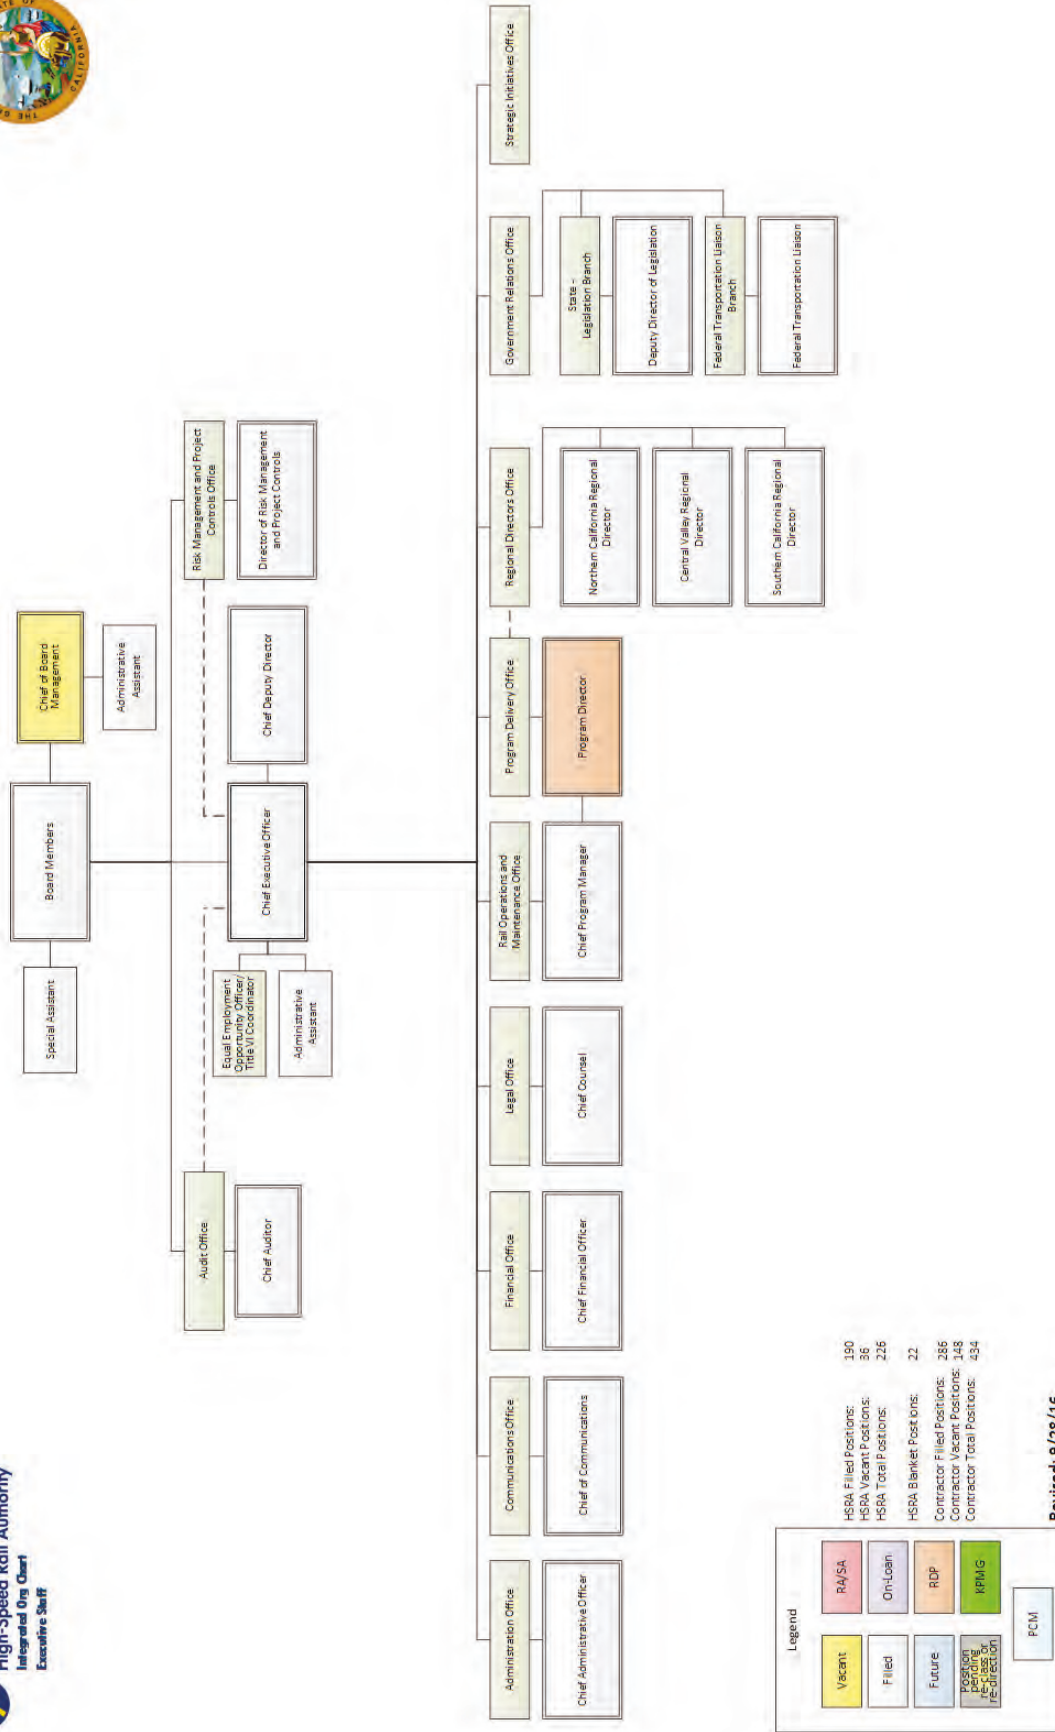 High-Speed Rail Authority
Integrated Org Chart
Executive Staff
THE
STATE OF
CALIFORNIA
Special Assistant
Board Members
Chief of Board
Management
Administrative
Assistant
Audit Office
Chief Auditor
Equal Employment
Opportunity Officer/
Title VI Coordinator
Administrative
Assistant
Chief Executive Officer
Chief Deputy Director
Risk Management and Project
Controls Office
Director of Risk Management
and Project Controls
Administration Office
Chief Administrative Officer
Communications Office
Chief of Communications
Financial Office
Chief Financial Officer
Legal Office
Chief Counsel
Rail Operations and
Maintenance Office
Chief Program Manager
Program Delivery Office
Program Director
Regional Directors Office
Northern California Regional
Director
Central Valley Regional
Director
Southern California Regional
Director
Government Relations Office
State –
Legislation Branch
Deputy Director of Legislation
Federal Transportation Liaison
Branch
Federal Transportation Liaison
Strategic Initiatives Office
Legend
Vacant
RA/SA
Filled
On-Loan
Future
RDP
Position
pending
re-class or
re-direction
KPMG
PCM
HSRA Filled Positions: 190
HSRA Vacant Positions: 36
HSRA Total Positions: 226
HSRA Blanket Positions: 22
Contractor Filled Positions: 286
Contractor Vacant Positions: 148
Contractor Total Positions: 434
Revised: 9/28/16